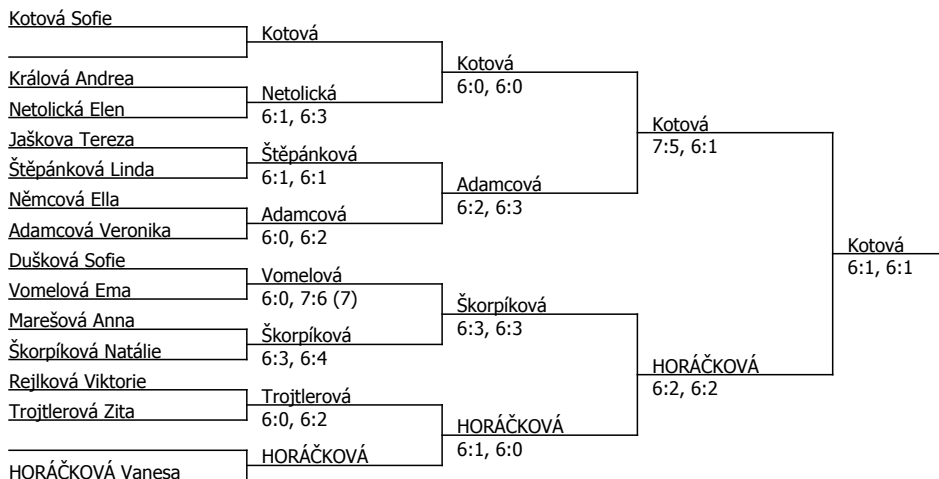 Kotová Sofie
Kotová
Kotová
6:0, 6:0
Králová Andrea
Netolická
6:1, 6:3
Netolická Elen
Kotová
7:5, 6:1
Jaškova Tereza
Štěpánková
6:1, 6:1
Štěpánková Linda
Adamcová
6:2, 6:3
Němcová Ella
Adamcová
6:0, 6:2
Adamcová Veronika
Kotová
6:1, 6:1
Dušková Sofie
Vomelová
6:0, 7:6 (7)
Vomelová Ema
Škorpíková
6:3, 6:3
Marešová Anna
Škorpíková
6:3, 6:4
Škorpíková Natálie
HORÁČKOVÁ
6:2, 6:2
Rejlková Viktorie
Trojtlerová
6:0, 6:2
Trojtlerová Zita
HORÁČKOVÁ
6:1, 6:0
HORÁČKOVÁ
HORÁČKOVÁ Vanesa